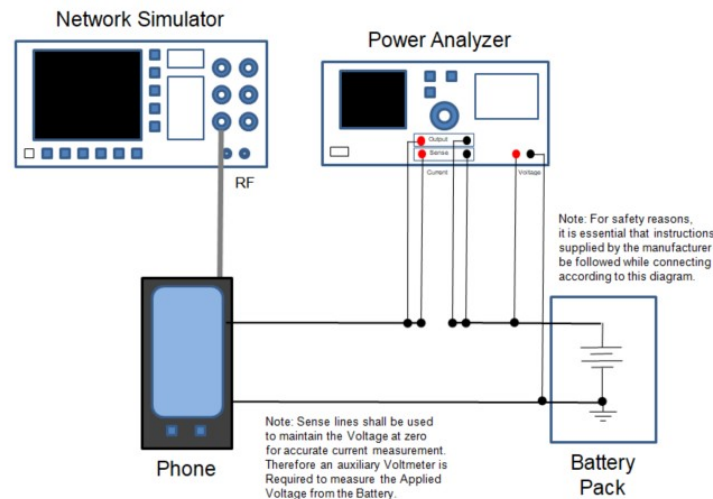 Network Simulator
Power Analyzer
Output
Sense
Current
Voltage
RF
Note: For safety reasons,
it is essential that instructions
supplied by the manufacturer
be followed while connecting
according to this diagram.
Note: Sense lines shall be used
to maintain the Voltage at zero
for accurate current measurement.
Therefore an auxiliary Voltmeter is
Required to measure the Applied
Voltage from the Battery.
Phone
Battery
Pack